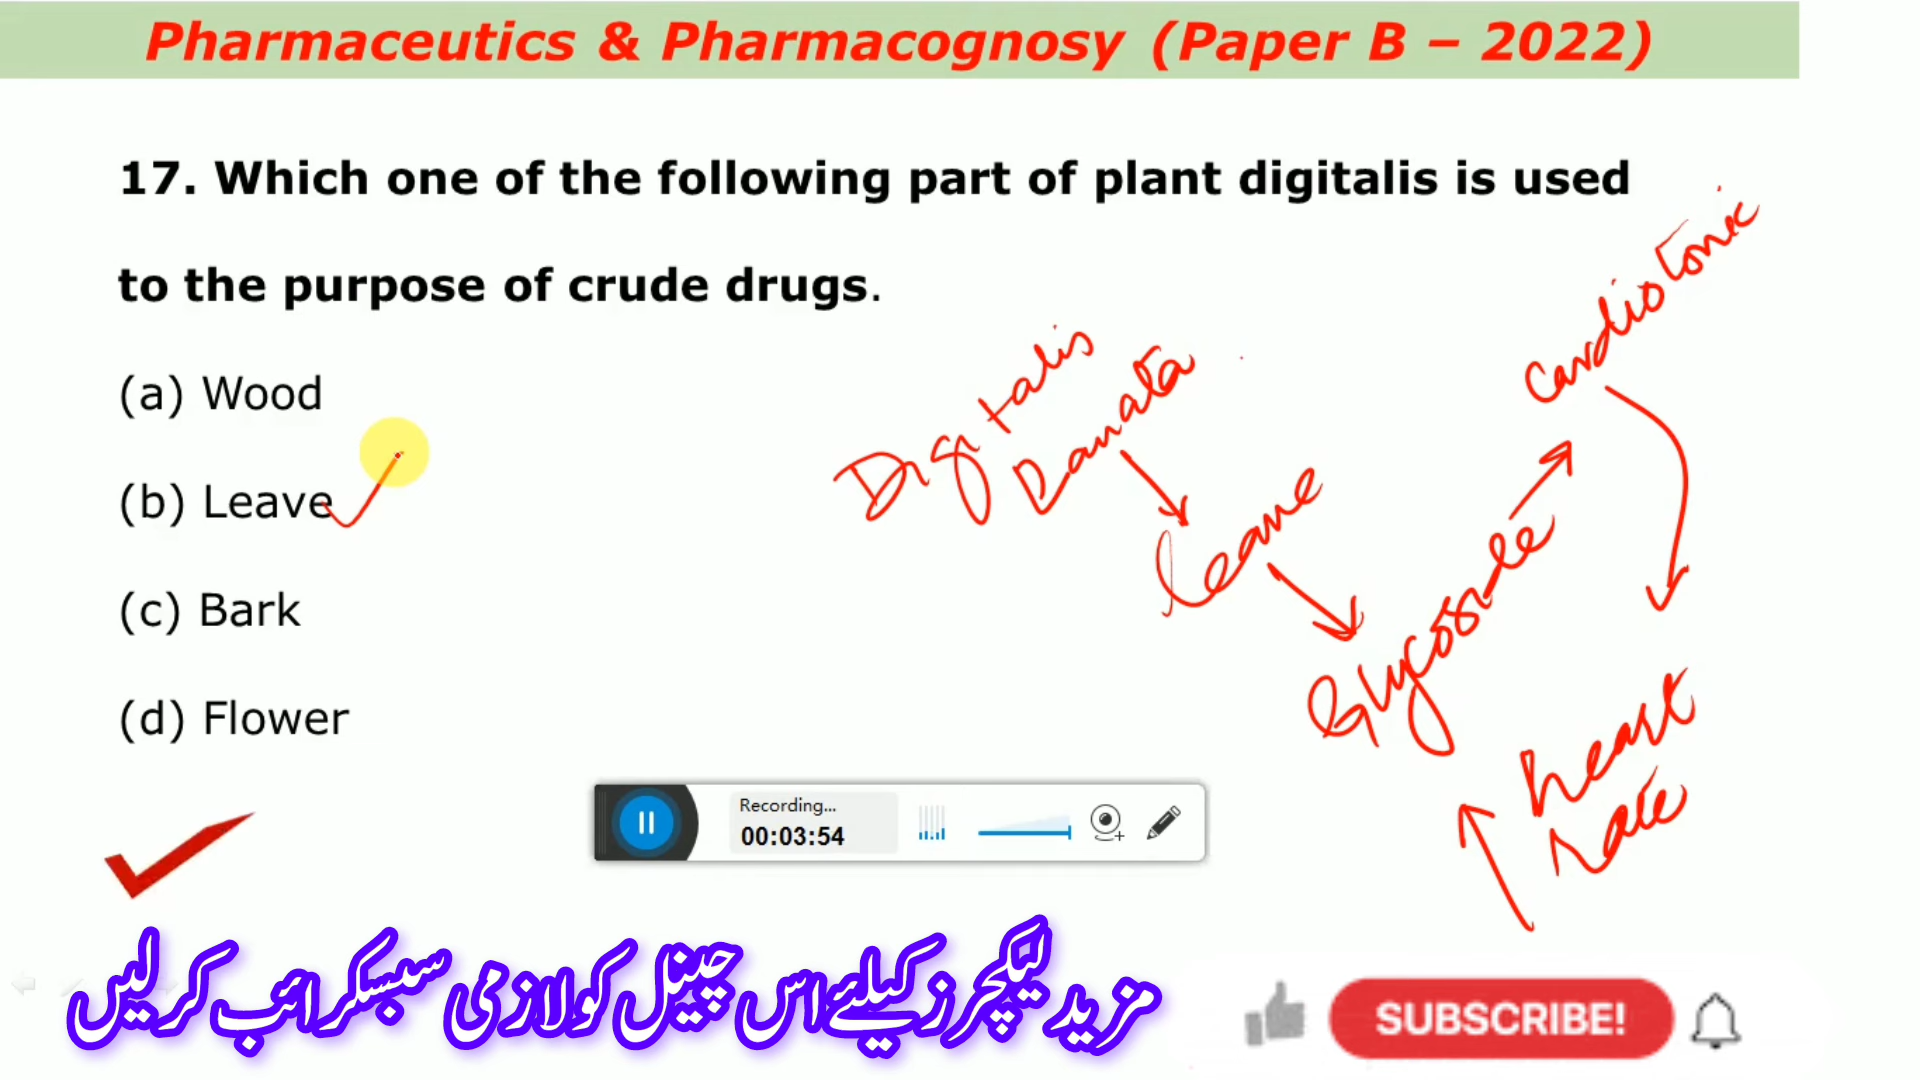 Pharmaceutics & Pharmacognosy (Paper B – 2022)
17. Which one of the following part of plant digitalis is used
to the purpose of crude drugs.
(a) Wood
(b) Leave
(c) Bark
(d) Flower
Digitalis
Lanata
Leave
Glycoside
Cardiotonic
heart
rate
Recording...
00:03:54
مزید لیکچرز کیلئے اس چینل کو لازمی سبسکرائب کر لیں
SUBSCRIBE!